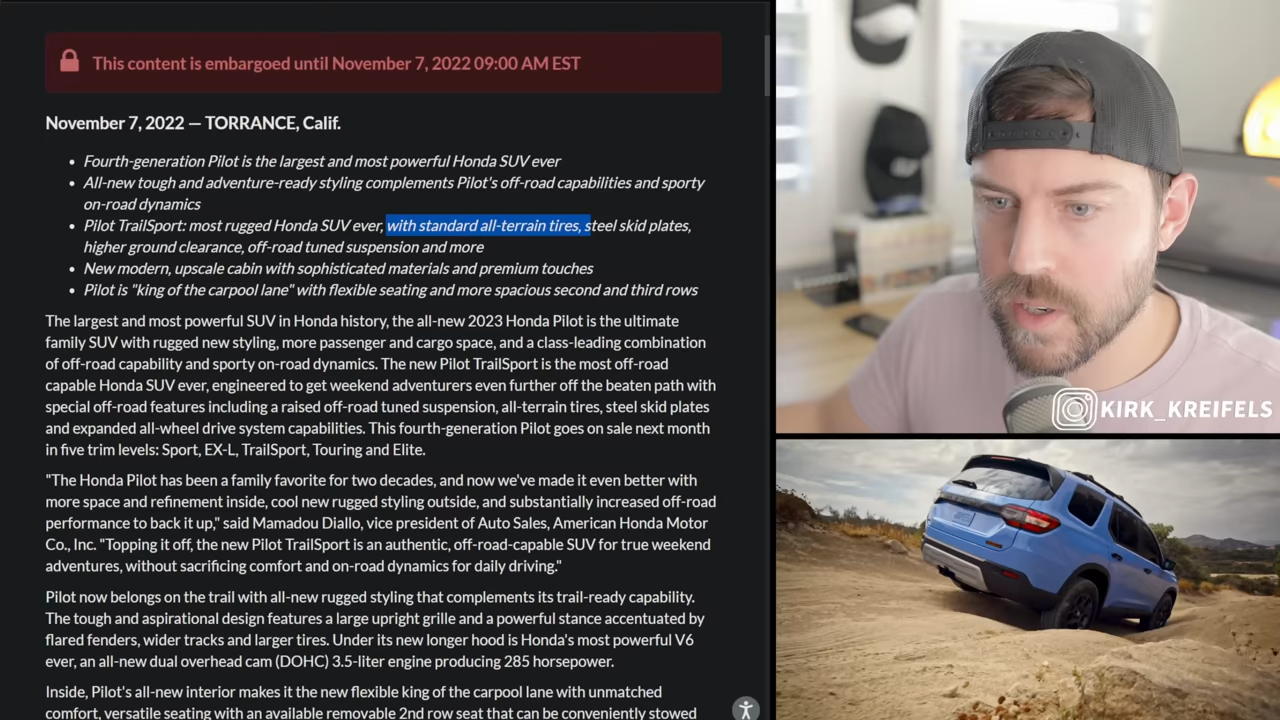 This content is embargoed until November 7, 2022 09:00 AM EST
November 7, 2022 — TORRANCE, Calif.
• Fourth-generation Pilot is the largest and most powerful Honda SUV ever
• All-new tough and adventure-ready styling complements Pilot's off-road capabilities and sporty
on-road dynamics
• Pilot TrailSport: most rugged Honda SUV ever, with standard all-terrain tires, steel skid plates,
higher ground clearance, off-road tuned suspension and more
• New modern, upscale cabin with sophisticated materials and premium touches
• Pilot is "king of the carpool lane" with flexible seating and more spacious second and third rows
The largest and most powerful SUV in Honda history, the all-new 2023 Honda Pilot is the ultimate
family SUV with rugged new styling, more passenger and cargo space, and a class-leading combination
of off-road capability and sporty on-road dynamics. The new Pilot TrailSport is the most off-road
capable Honda SUV ever, engineered to get weekend adventurers even further off the beaten path with
special off-road features including a raised off-road tuned suspension, all-terrain tires, steel skid plates
and expanded all-wheel drive system capabilities. This fourth-generation Pilot goes on sale next month
in five trim levels: Sport, EX-L, TrailSport, Touring and Elite.
"The Honda Pilot has been a family favorite for two decades, and now we've made it even better with
more space and refinement inside, cool new rugged styling outside, and substantially increased off-road
performance to back it up," said Mamadou Diallo, vice president of Auto Sales, American Honda Motor
Co., Inc. "Topping it off, the new Pilot TrailSport is an authentic, off-road-capable SUV for true weekend
adventures, without sacrificing comfort and on-road dynamics for daily driving."
Pilot now belongs on the trail with all-new rugged styling that complements its trail-ready capability.
The tough and aspirational design features a large upright grille and a powerful stance accentuated by
flared fenders, wider tracks and larger tires. Under its new longer hood is Honda's most powerful V6
ever, an all-new dual overhead cam (DOHC) 3.5-liter engine producing 285 horsepower.
Inside, Pilot's all-new interior makes it the new flexible king of the carpool lane with unmatched
comfort, versatile seating with an available removable 2nd row seat that can be conveniently stowed
KIRK_KREIFELS